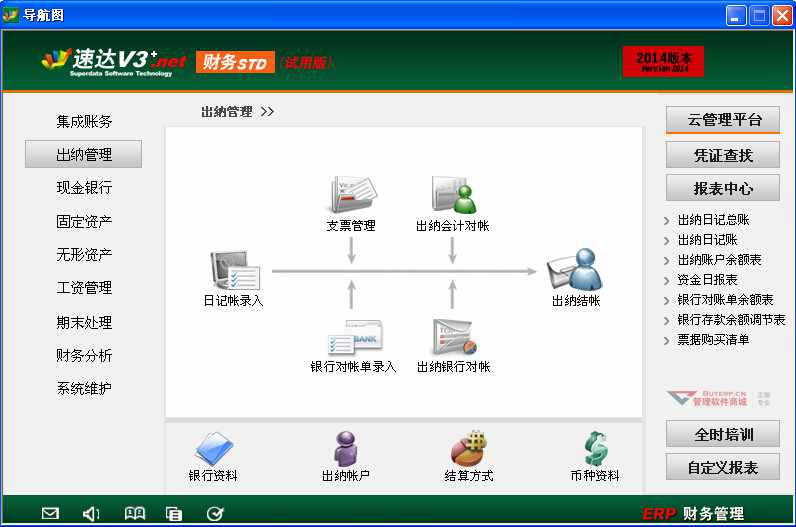 导航图
速达V3+.net 财务STD (试用版) 2014版本
Superdata Software Technology Version 2014
集成账务
出纳管理
现金银行
固定资产
无形资产
工资管理
期末处理
财务分析
系统维护
出纳管理 >>
支票管理 出纳会计对帐
日记帐录入 出纳结帐
银行对帐单录入 出纳银行对帐
BANK
银行资料 出纳帐户 结算方式 币种资料
云管理平台
凭证查找
报表中心
出纳日记总账
出纳日记账
出纳账户余额表
资金日报表
银行对账单余额表
银行存款余额调节表
票据购买清单
BUYERP.CN 正版
管理软件商城 专业
全时培训
自定义报表
ERP 财务管理